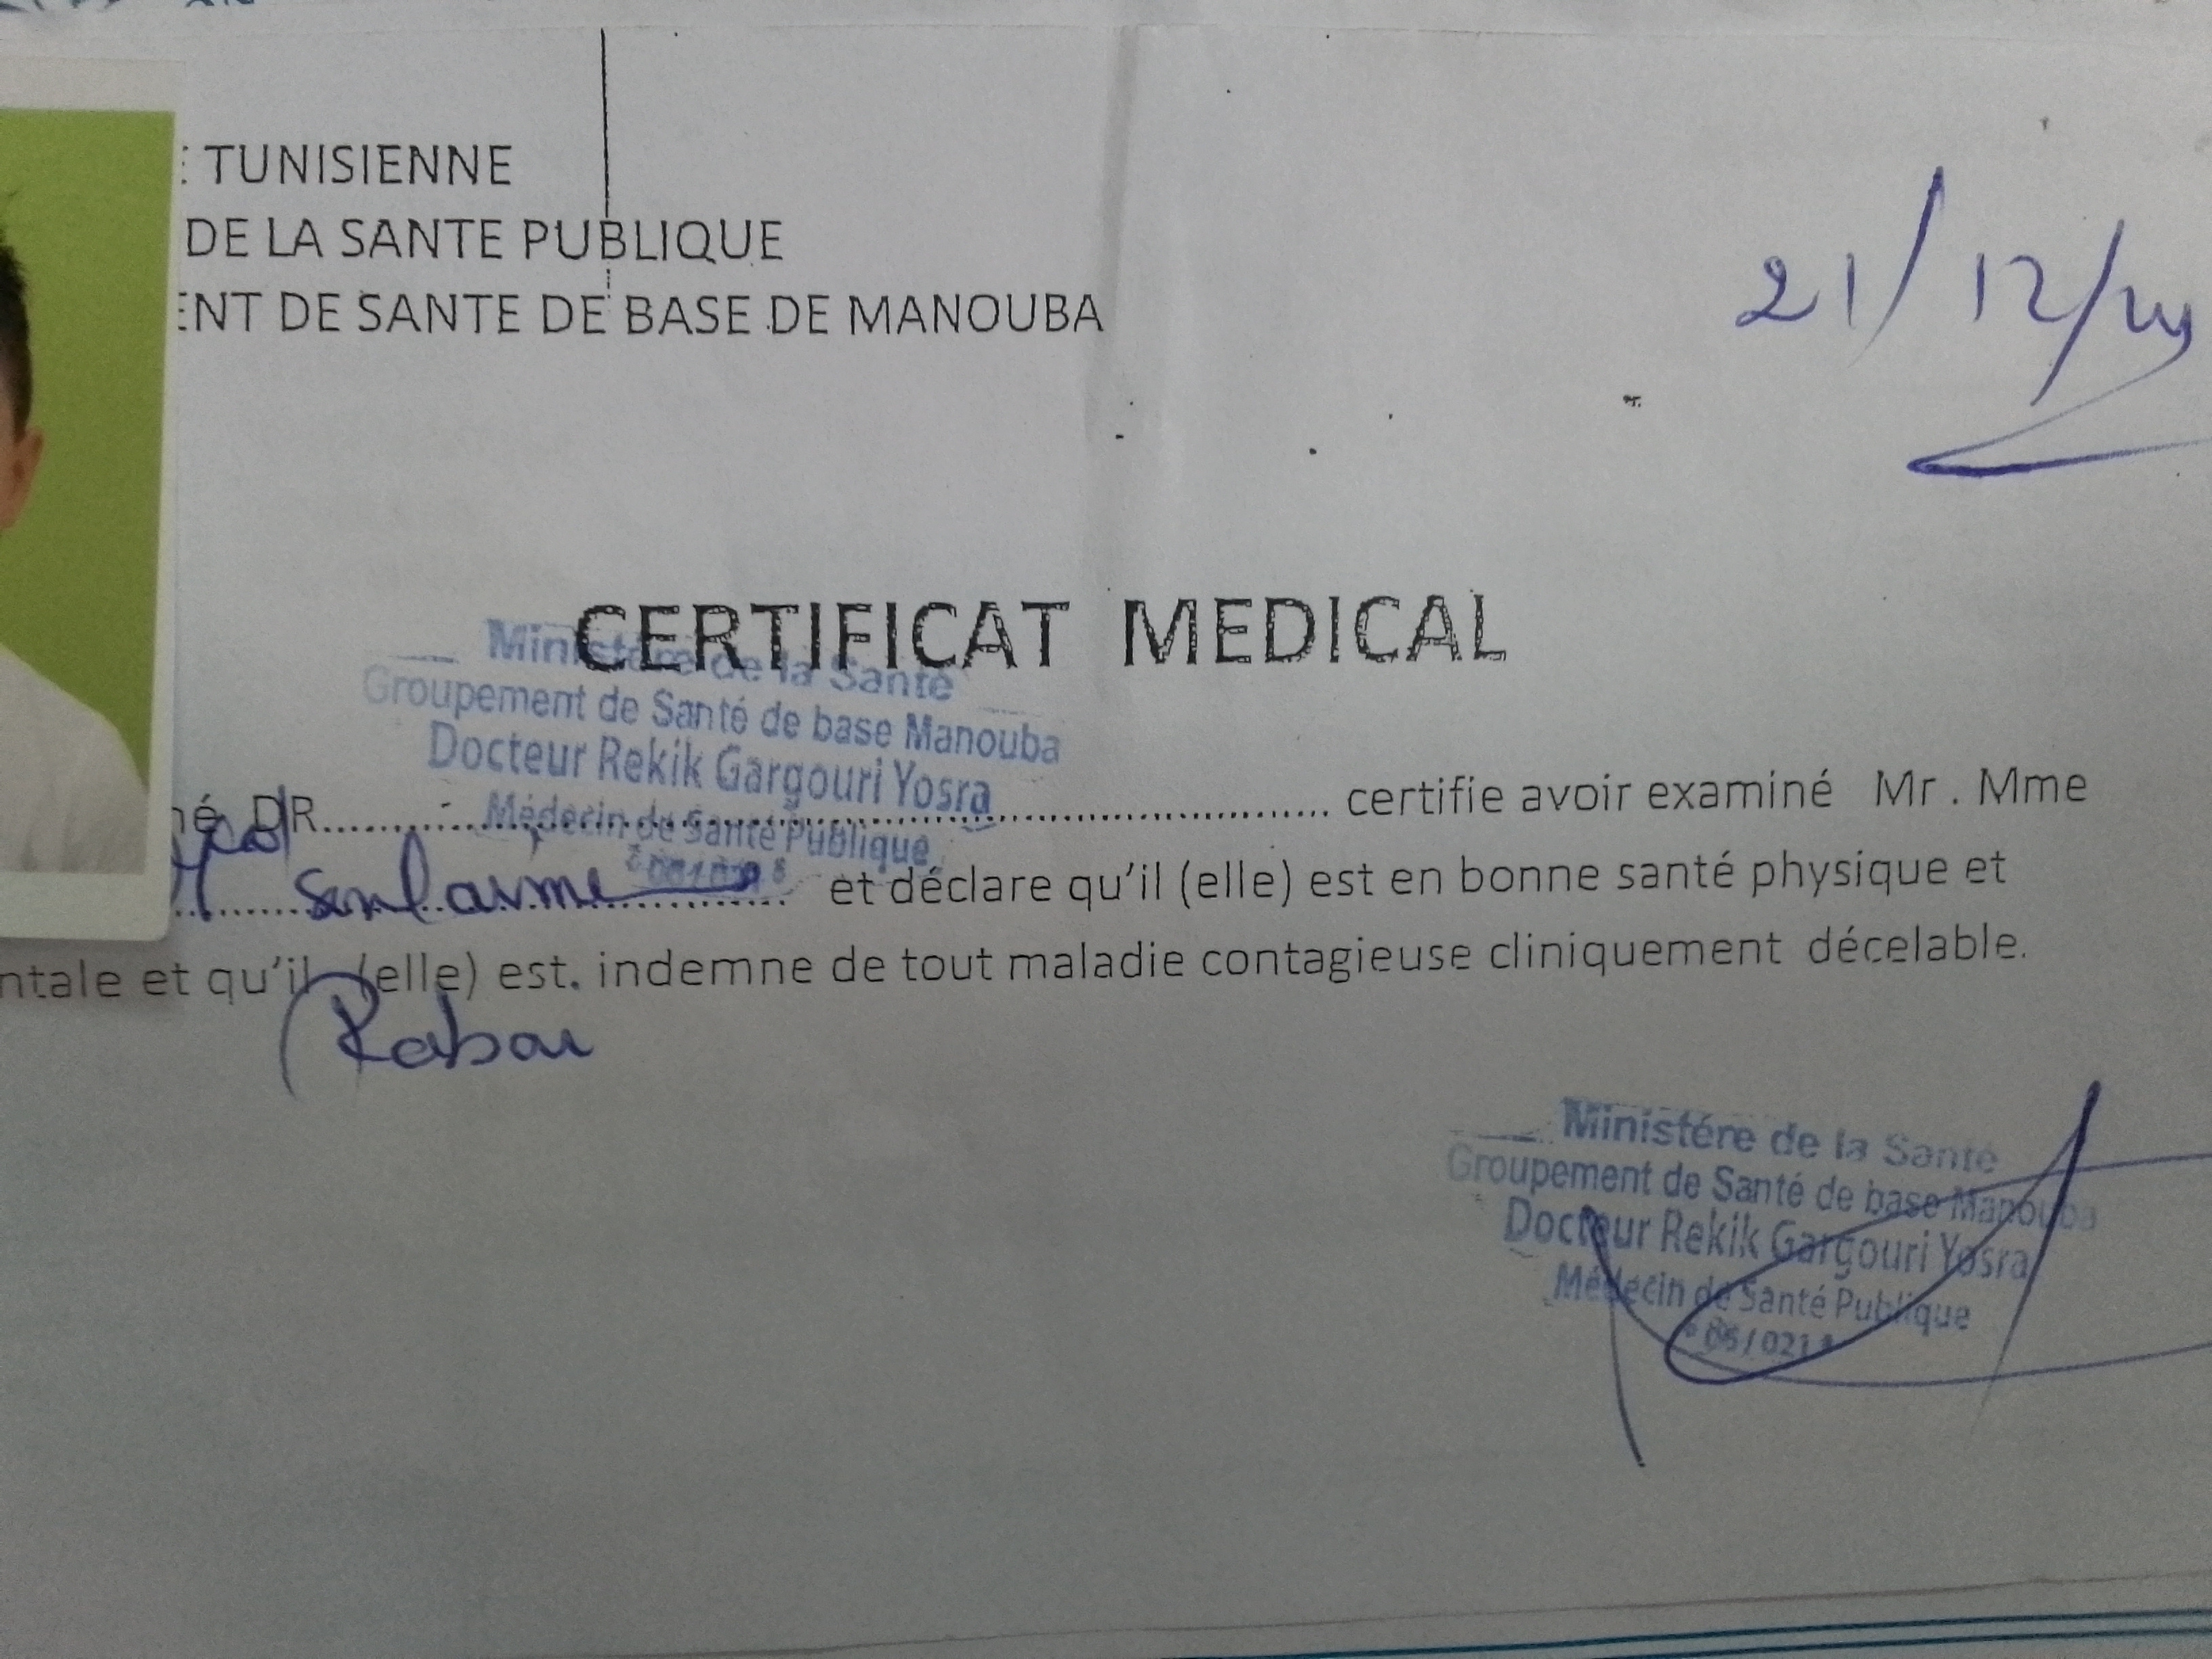 TUNISIENNE
DE LA SANTE PUBLIQUE
ENT DE SANTE DE BASE DE MANOUBA
21/12/
CERTIFICAT MEDICAL
Ministére de la Santé
Groupement de Santé de base Manouba
Docteur Rekik Gargouri Yosra
Médecin de Santé Publique
né DR certifie avoir examiné Mr . Mme
et déclare qu'il (elle) est en bonne santé physique et
ntale et qu'il (elle) est. indemne de tout maladie contagieuse cliniquement décelable.
Ministére de la Santé
Groupement de Santé de base Manouba
Docteur Rekik Gargouri Yosra
Médecin de Santé Publique